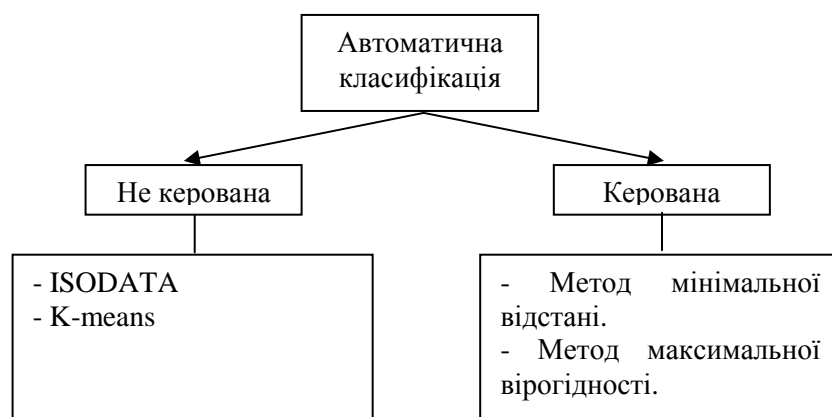 Автоматична
класифікація
Не керована
Керована
- ISODATA
- K-means
- Метод мінімальної
відстані.
- Метод максимальної
вірогідності.